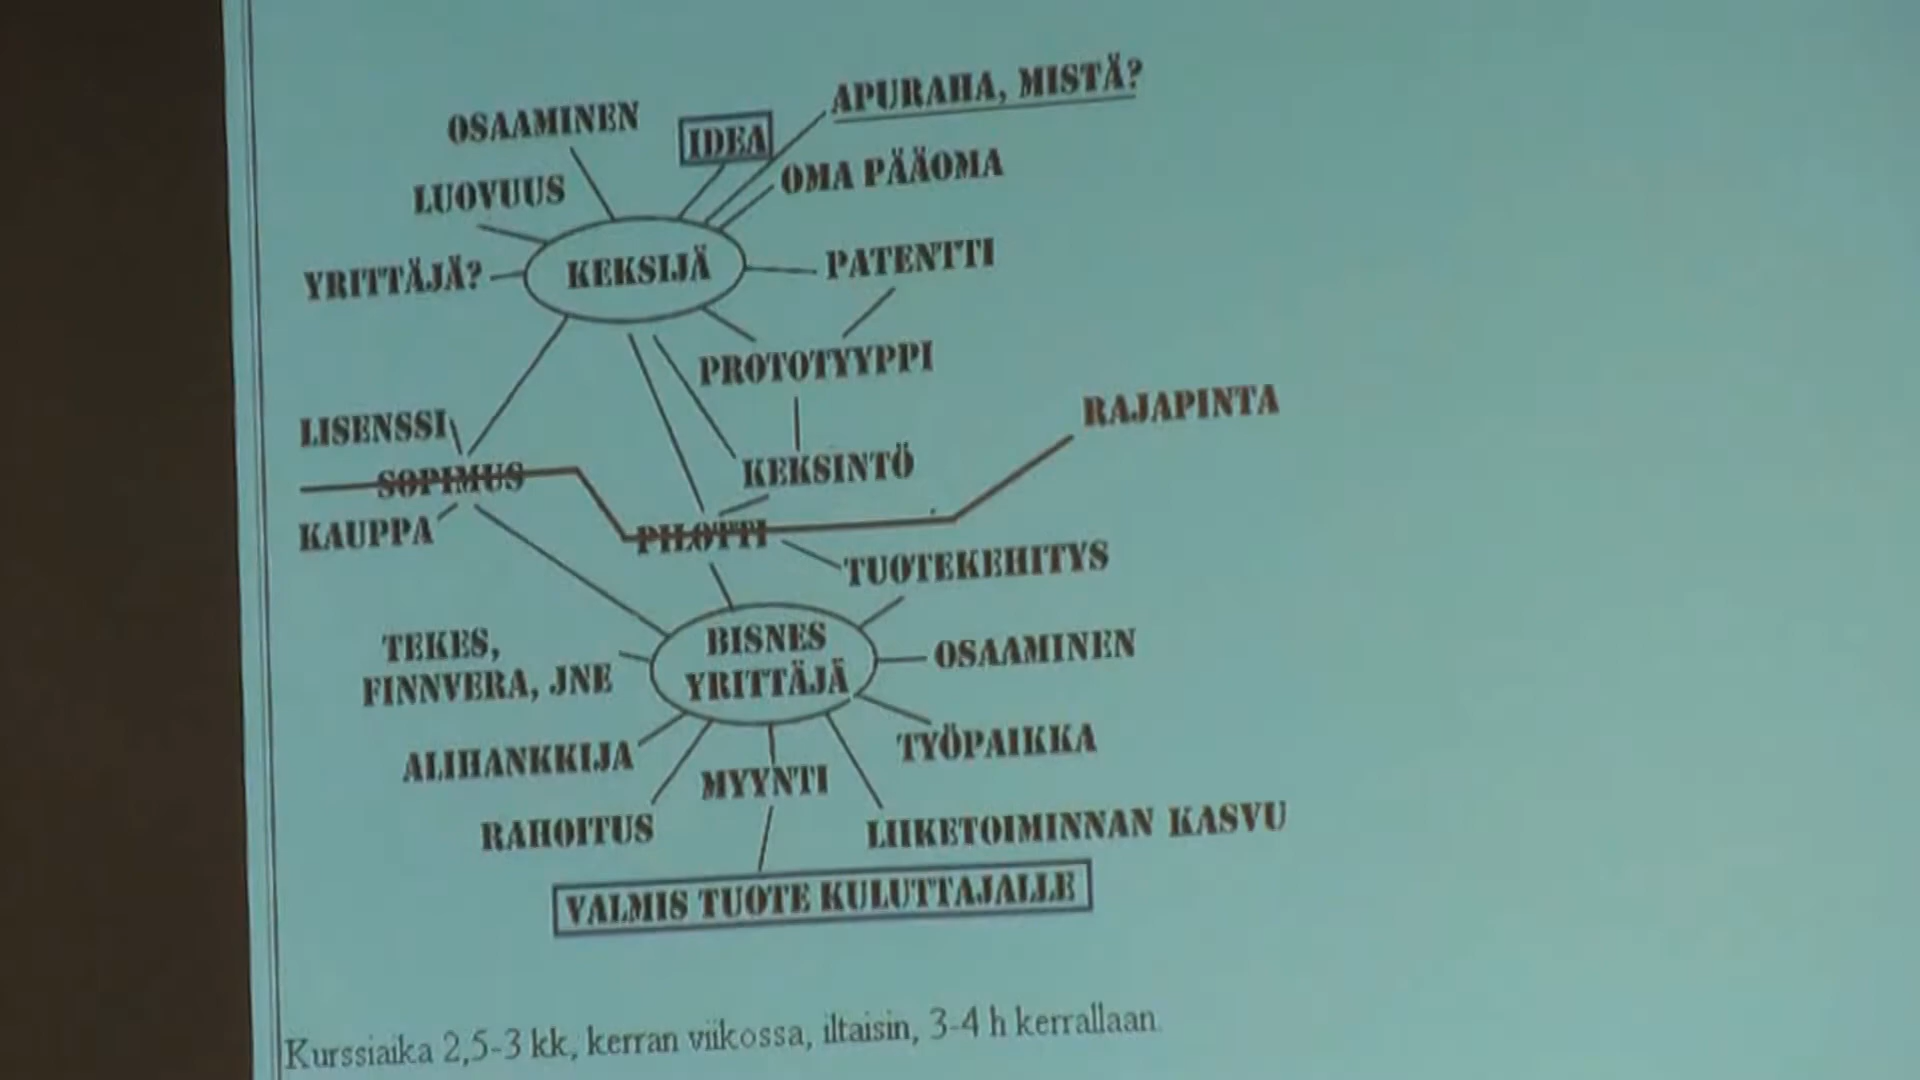 APURAHA, MISTÄ?
OSAAMINEN
IDEA
OMA PÄÄOMA
LUOVUUS
PATENTTI
YRITTÄJÄ?
KEKSIJÄ
PROTOTYYPPI
RAJAPINTA
LISENSSI
KEKSINTÖ
SOPIMUS
KAUPPA
PILOTTI
TUOTEKEHITYS
TEKES,
FINNVERA, JNE
BISNES
YRITTÄJÄ
OSAAMINEN
ALIHANKKIJA
TYÖPAIKKA
MYYNTI
RAHOITUS
LIIKETOIMINNAN KASVU
VALMIS TUOTE KULUTTAJALLE
Kurssiaika 2,5-3 kk, kerran viikossa, iltaisin, 3-4 h kerrallaan.